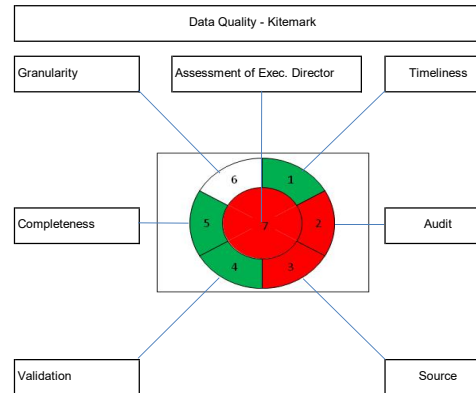 Data Quality - Kitemark
Granularity
Assessment of Exec. Director
Timeliness
6
1
Completeness
5
7
2
Audit
4
3
Validation
Source